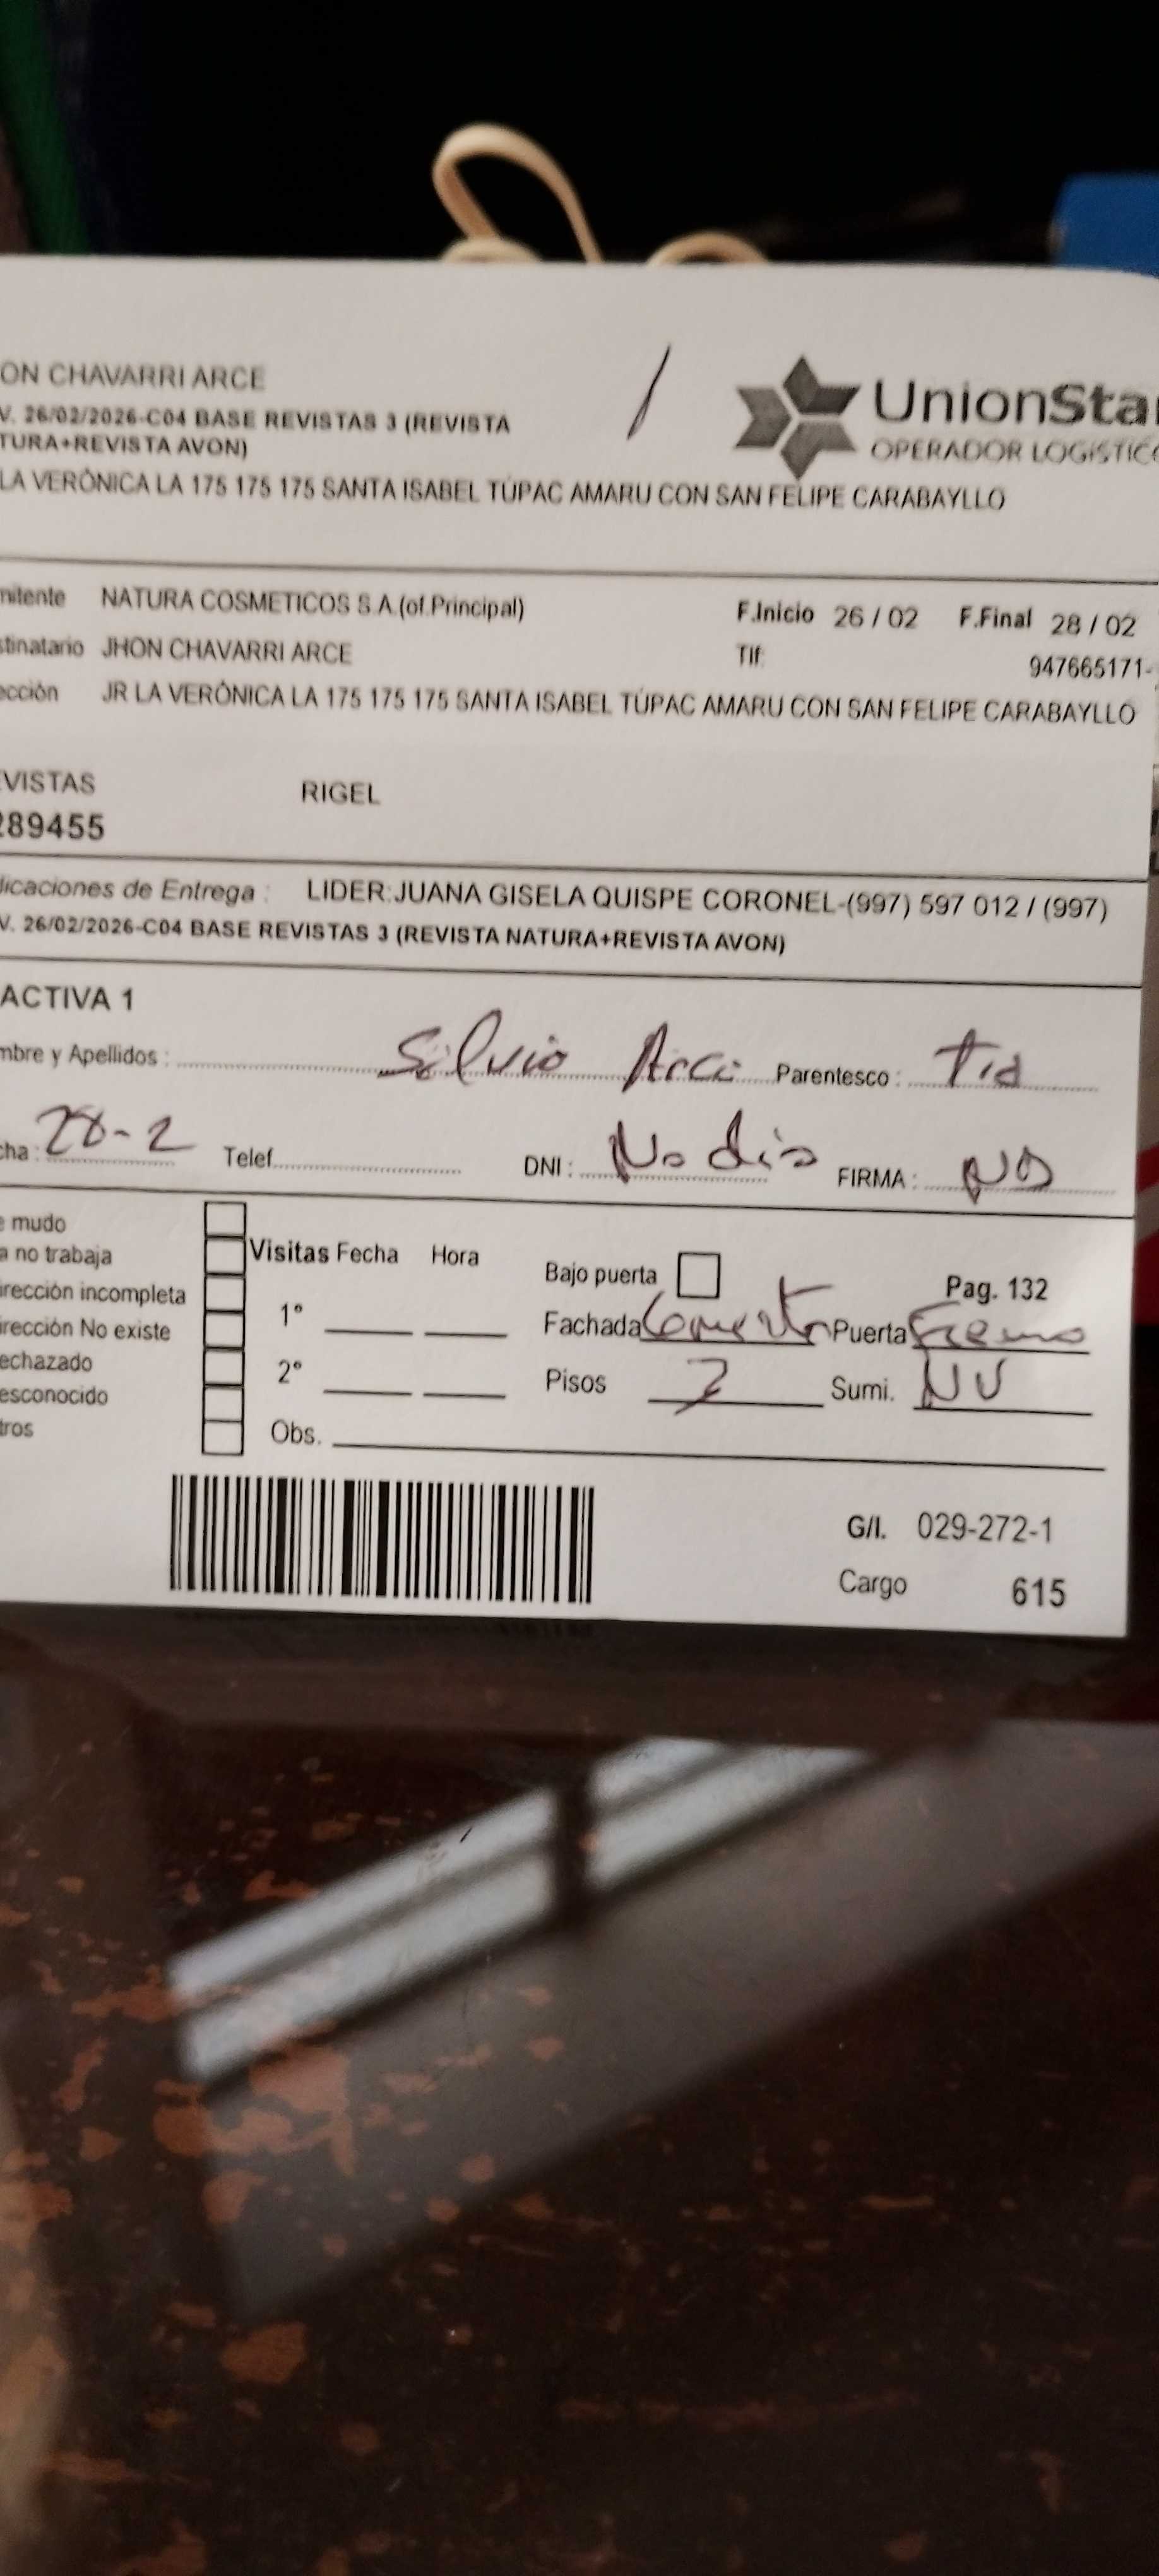 ON CHAVARRI ARCE
V. 26/02/2026-C04 BASE REVISTAS 3 (REVISTA
TURA+REVISTA AVON)
LA VERÓNICA LA 175 175 175 SANTA ISABEL TÚPAC AMARU CON SAN FELIPE CARABAYLLO
UnionSta
OPERADOR LOGÍSTIC
mitente NATURA COSMETICOS S.A.(of.Principal) F.Inicio 26 / 02 F.Final 28 / 02
stinatario JHON CHAVARRI ARCE Tlf. 947665171-
ección JR LA VERÓNICA LA 175 175 175 SANTA ISABEL TÚPAC AMARU CON SAN FELIPE CARABAYLLO
EVISTAS RIGEL
289455
dicaciones de Entrega : LIDER:JUANA GISELA QUISPE CORONEL-(997) 597 012 / (997)
V. 26/02/2026-C04 BASE REVISTAS 3 (REVISTA NATURA+REVISTA AVON)
ACTIVA 1
mbre y Apellidos : Silvio Arce Parentesco : Tia
cha : 28-2 Telef. DNI : No dio FIRMA : ND
e mudo
a no trabaja Visitas Fecha Hora Bajo puerta Pag. 132
irección incompleta 1° Fachada Puerta Fierro
irección No existe 2° Pisos 2 Sumi. NV
echazado
esconocido
tros Obs.
G/I. 029-272-1
Cargo 615